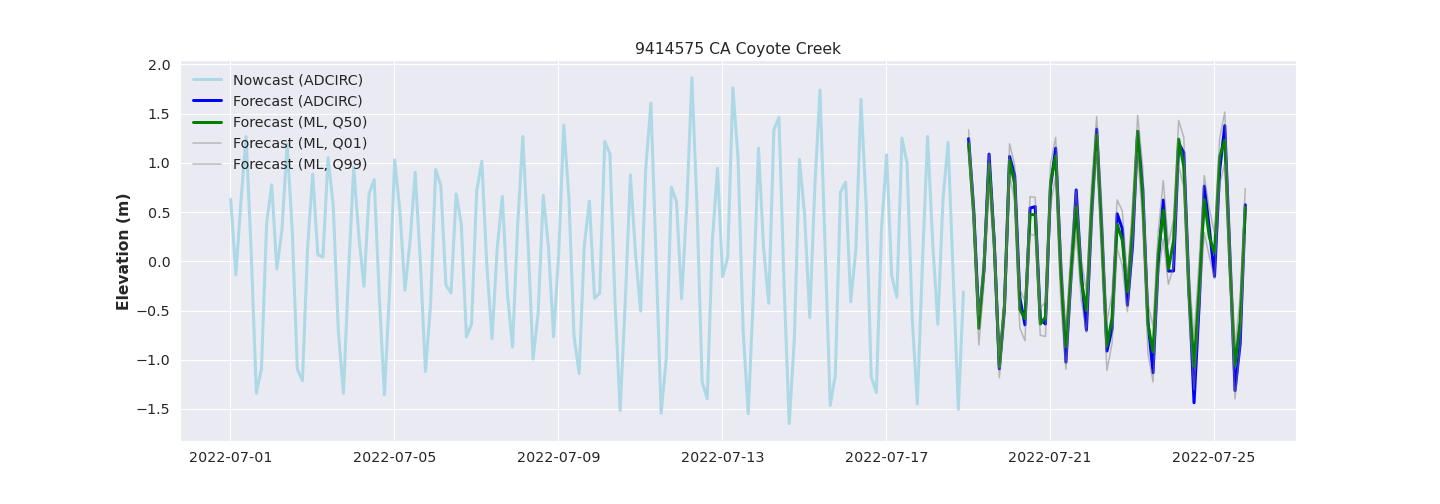 9414575 CA Coyote Creek
Elevation (m)
2.0
1.5
1.0
0.5
0.0
−0.5
−1.0
−1.5
Nowcast (ADCIRC)
Forecast (ADCIRC)
Forecast (ML, Q50)
Forecast (ML, Q01)
Forecast (ML, Q99)
2022-07-01 2022-07-05 2022-07-09 2022-07-13 2022-07-17 2022-07-21 2022-07-25